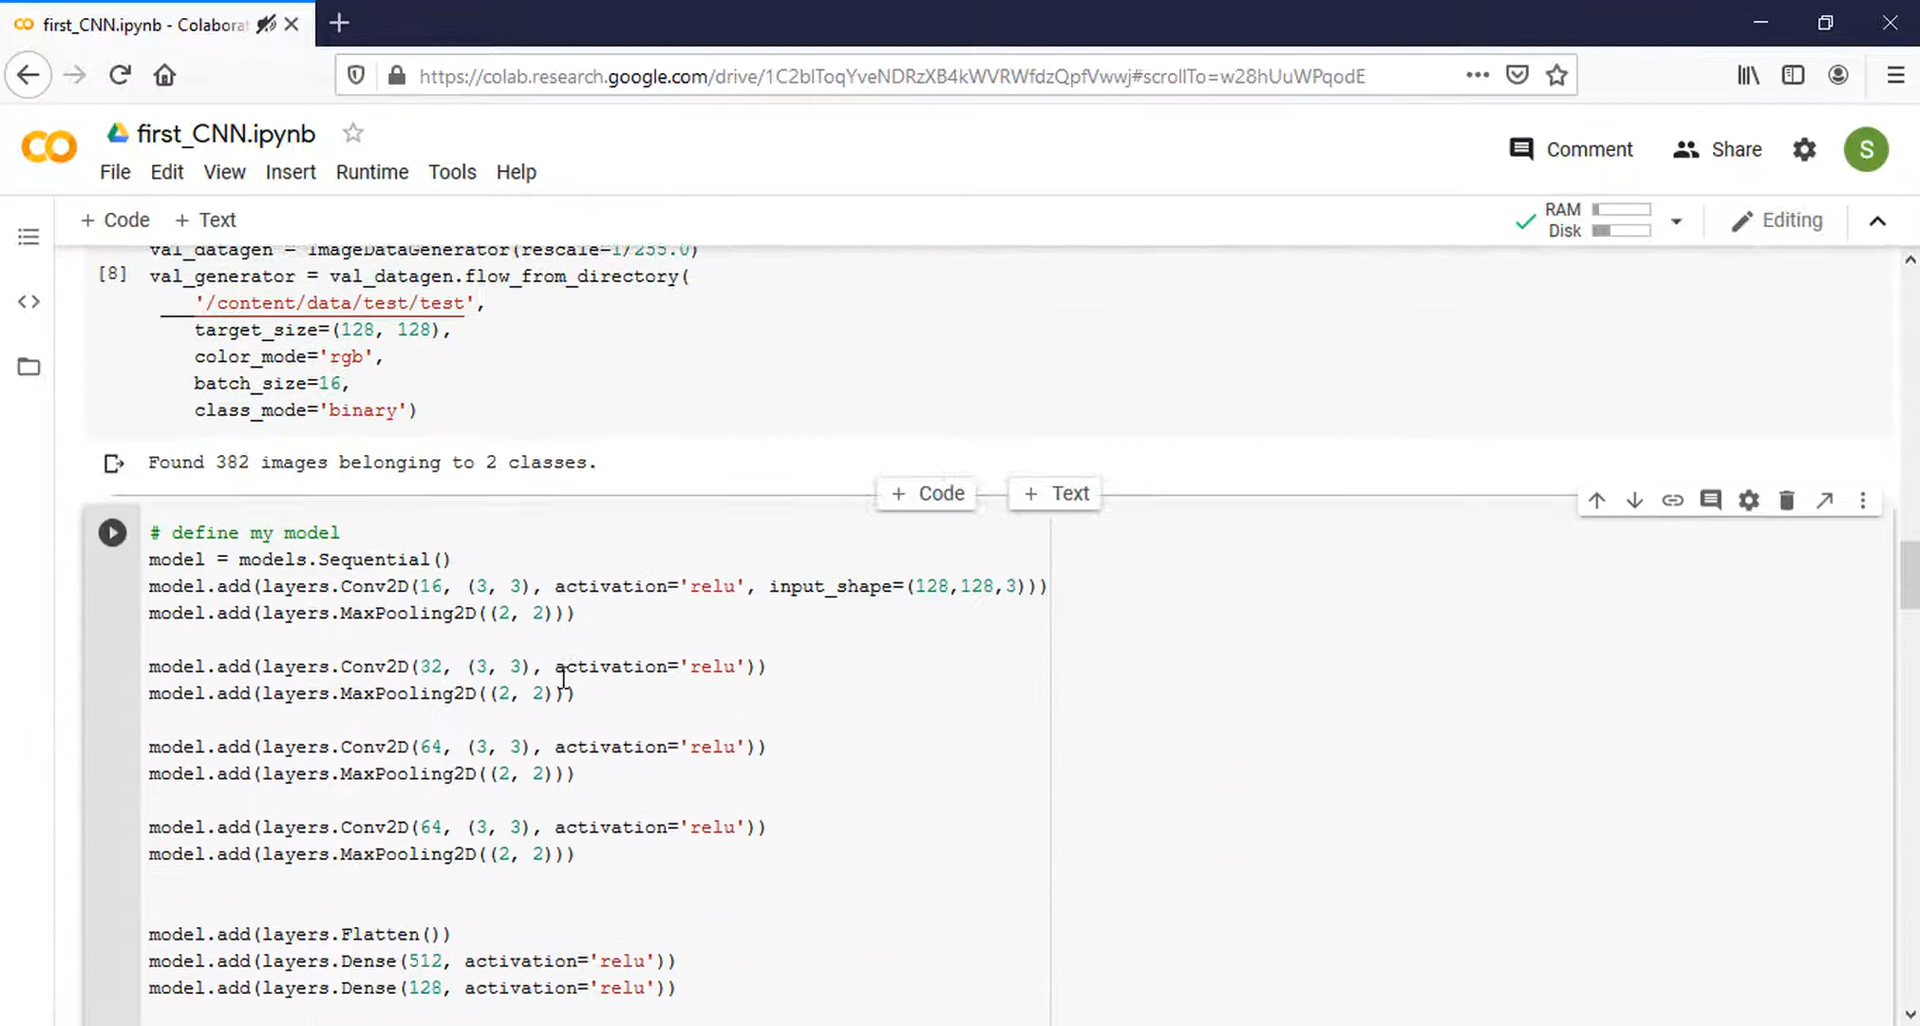 first_CNN.ipynb - Colaborat
https://colab.research.google.com/drive/1C2blToqYveNDRzXB4kWVRWfdzQpfVwwj#scrollTo=w28hUuWPqodE
first_CNN.ipynb
Comment Share S
File Edit View Insert Runtime Tools Help
+ Code + Text RAM Disk Editing
val_datagen = ImageDataGenerator(rescale=1/255.0)
[8] val_generator = val_datagen.flow_from_directory(
'/content/data/test/test',
target_size=(128, 128),
color_mode='rgb',
batch_size=16,
class_mode='binary')
Found 382 images belonging to 2 classes.
+ Code + Text
# define my model
model = models.Sequential()
model.add(layers.Conv2D(16, (3, 3), activation='relu', input_shape=(128,128,3)))
model.add(layers.MaxPooling2D((2, 2)))
model.add(layers.Conv2D(32, (3, 3), activation='relu'))
model.add(layers.MaxPooling2D((2, 2)))
model.add(layers.Conv2D(64, (3, 3), activation='relu'))
model.add(layers.MaxPooling2D((2, 2)))
model.add(layers.Conv2D(64, (3, 3), activation='relu'))
model.add(layers.MaxPooling2D((2, 2)))
model.add(layers.Flatten())
model.add(layers.Dense(512, activation='relu'))
model.add(layers.Dense(128, activation='relu'))